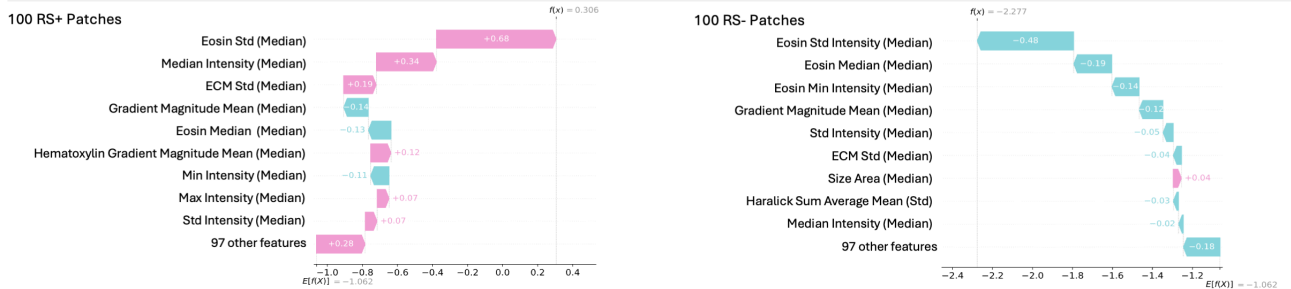 100 RS+ Patches
f(x) = 0.306
Eosin Std (Median) +0.68
Median Intensity (Median) +0.34
ECM Std (Median) +0.19
Gradient Magnitude Mean (Median) −0.14
Eosin Median (Median) −0.13
Hematoxylin Gradient Magnitude Mean (Median) +0.12
Min Intensity (Median) −0.11
Max Intensity (Median) +0.07
Std Intensity (Median) +0.07
97 other features +0.28
−1.0 −0.8 −0.6 −0.4 −0.2 0.0 0.2 0.4
E[f(X)] = −1.062
100 RS- Patches
f(x) = −2.277
Eosin Std Intensity (Median) −0.48
Eosin Median (Median) −0.19
Eosin Min Intensity (Median) −0.14
Gradient Magnitude Mean (Median) −0.12
Std Intensity (Median) −0.05
ECM Std (Median) −0.04
Size Area (Median) +0.04
Haralick Sum Average Mean (Std) −0.03
Median Intensity (Median) −0.02
97 other features −0.18
−2.4 −2.2 −2.0 −1.8 −1.6 −1.4 −1.2
E[f(X)] = −1.062